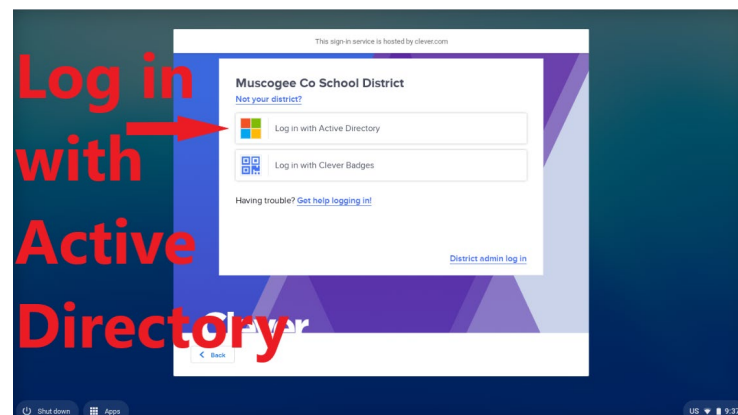 This sign-in service is hosted by clever.com
Muscogee Co School District
Not your district?
Log in with Active Directory
Log in with Clever Badges
Having trouble? Get help logging in!
District admin log in
Clever
Back
Shut down
Apps
US
9:37
Log in
with
Active
Directory